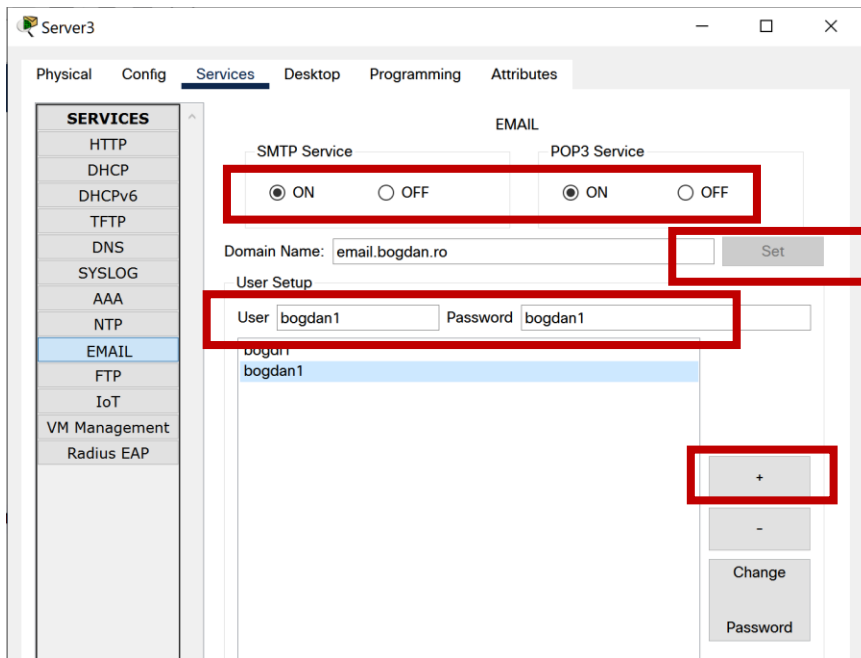 Server3
Physical Config Services Desktop Programming Attributes
SERVICES
HTTP
DHCP
DHCPv6
TFTP
DNS
SYSLOG
AAA
NTP
EMAIL
FTP
IoT
VM Management
Radius EAP
EMAIL
SMTP Service POP3 Service
ON OFF ON OFF
Domain Name: email.bogdan.ro Set
User Setup
User bogdan1 Password bogdan1
bogdan1
+
-
Change
Password